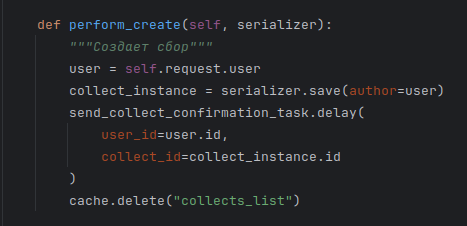 def perform_create(self, serializer):
    """Создает сбор"""
    user = self.request.user
    collect_instance = serializer.save(author=user)
    send_collect_confirmation_task.delay(
        user_id=user.id,
        collect_id=collect_instance.id
    )
    cache.delete("collects_list")